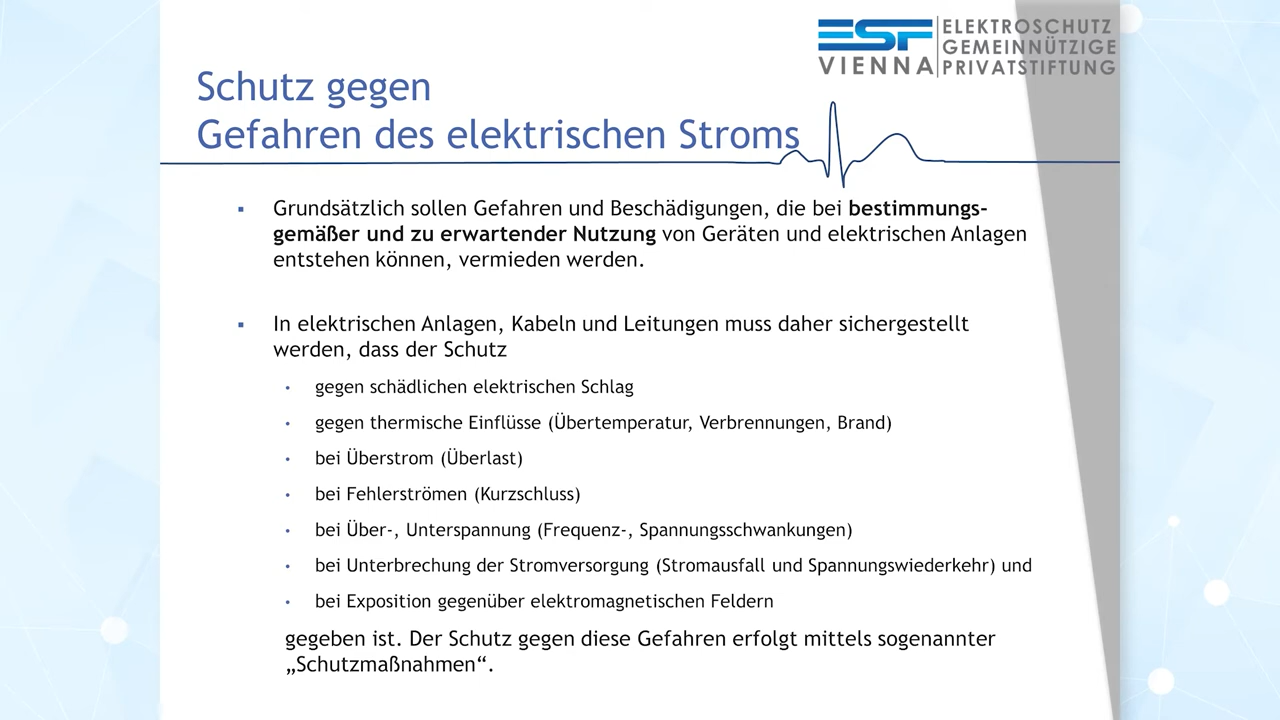 ESF VIENNA
ELEKTROSCHUTZ
GEMEINNÜTZIGE
PRIVATSTIFTUNG
Schutz gegen
Gefahren des elektrischen Stroms
▪ Grundsätzlich sollen Gefahren und Beschädigungen, die bei bestimmungs-
gemäßer und zu erwartender Nutzung von Geräten und elektrischen Anlagen
entstehen können, vermieden werden.
▪ In elektrischen Anlagen, Kabeln und Leitungen muss daher sichergestellt
werden, dass der Schutz
• gegen schädlichen elektrischen Schlag
• gegen thermische Einflüsse (Übertemperatur, Verbrennungen, Brand)
• bei Überstrom (Überlast)
• bei Fehlerströmen (Kurzschluss)
• bei Über-, Unterspannung (Frequenz-, Spannungsschwankungen)
• bei Unterbrechung der Stromversorgung (Stromausfall und Spannungswiederkehr) und
• bei Exposition gegenüber elektromagnetischen Feldern
gegeben ist. Der Schutz gegen diese Gefahren erfolgt mittels sogenannter
„Schutzmaßnahmen“.